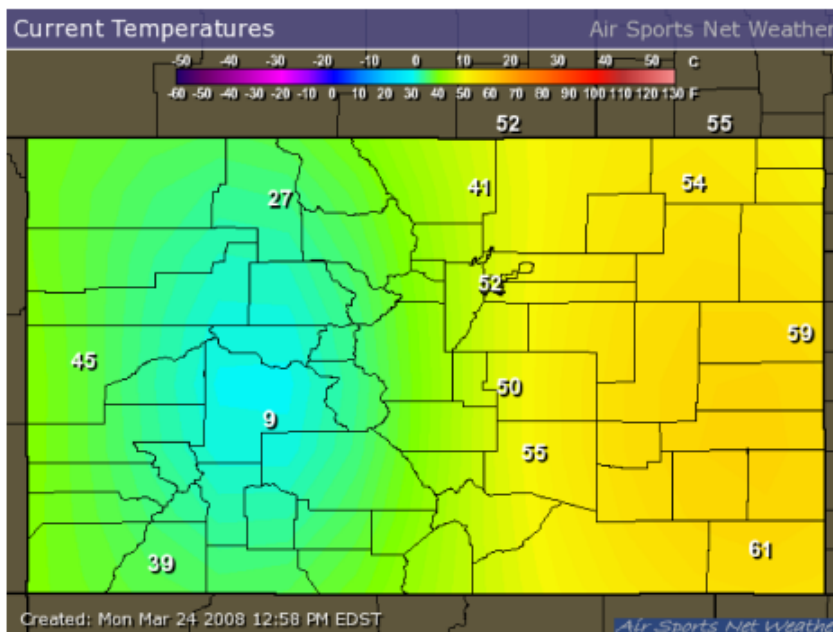 Current Temperatures
Air Sports Net Weather
-50 -40 -30 -20 -10 0 10 20 30 40 50 C
-60 -50 -40 -30 -20 -10 0 10 20 30 40 50 60 70 80 90 100 110 120 130 F
52 55
27 41 54
52
59
45
50
9
55
39 61
Created: Mon Mar 24 2008 12:58 PM EDST
Air Sports Net Weather